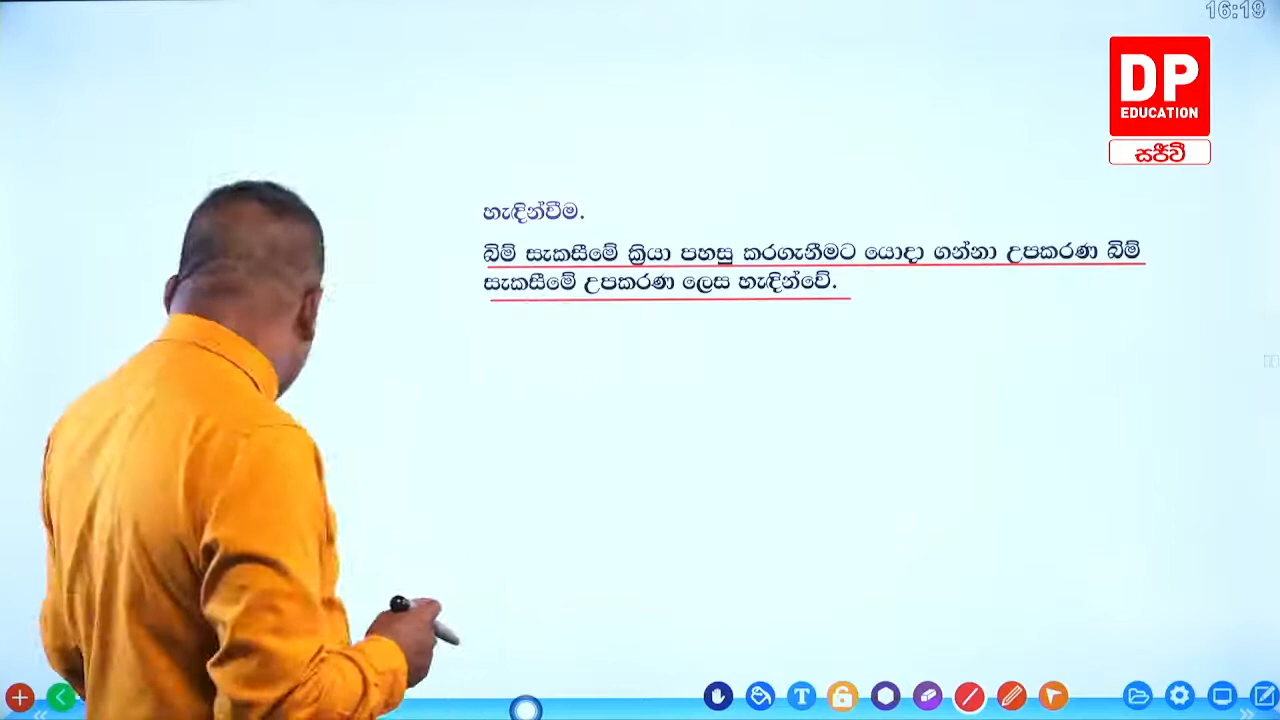 16:19
DP
EDUCATION
සජීවී
හැඳින්වීම.
බිම් සැකසීමේ ක්‍රියා පහසු කරගැනීමට යොදා ගන්නා උපකරණ බිම්
සැකසීමේ උපකරණ ලෙස හැඳින්වේ.
T